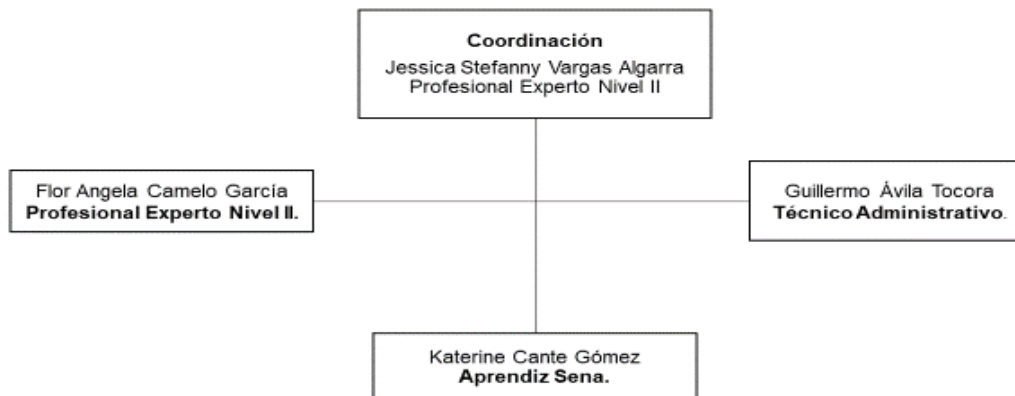 Coordinación
Jessica Stefanny Vargas Algarra
Profesional Experto Nivel II
Flor Angela Camelo García
Profesional Experto Nivel II.
Guillermo Ávila Tocora
Técnico Administrativo.
Katerine Cante Gómez
Aprendiz Sena.